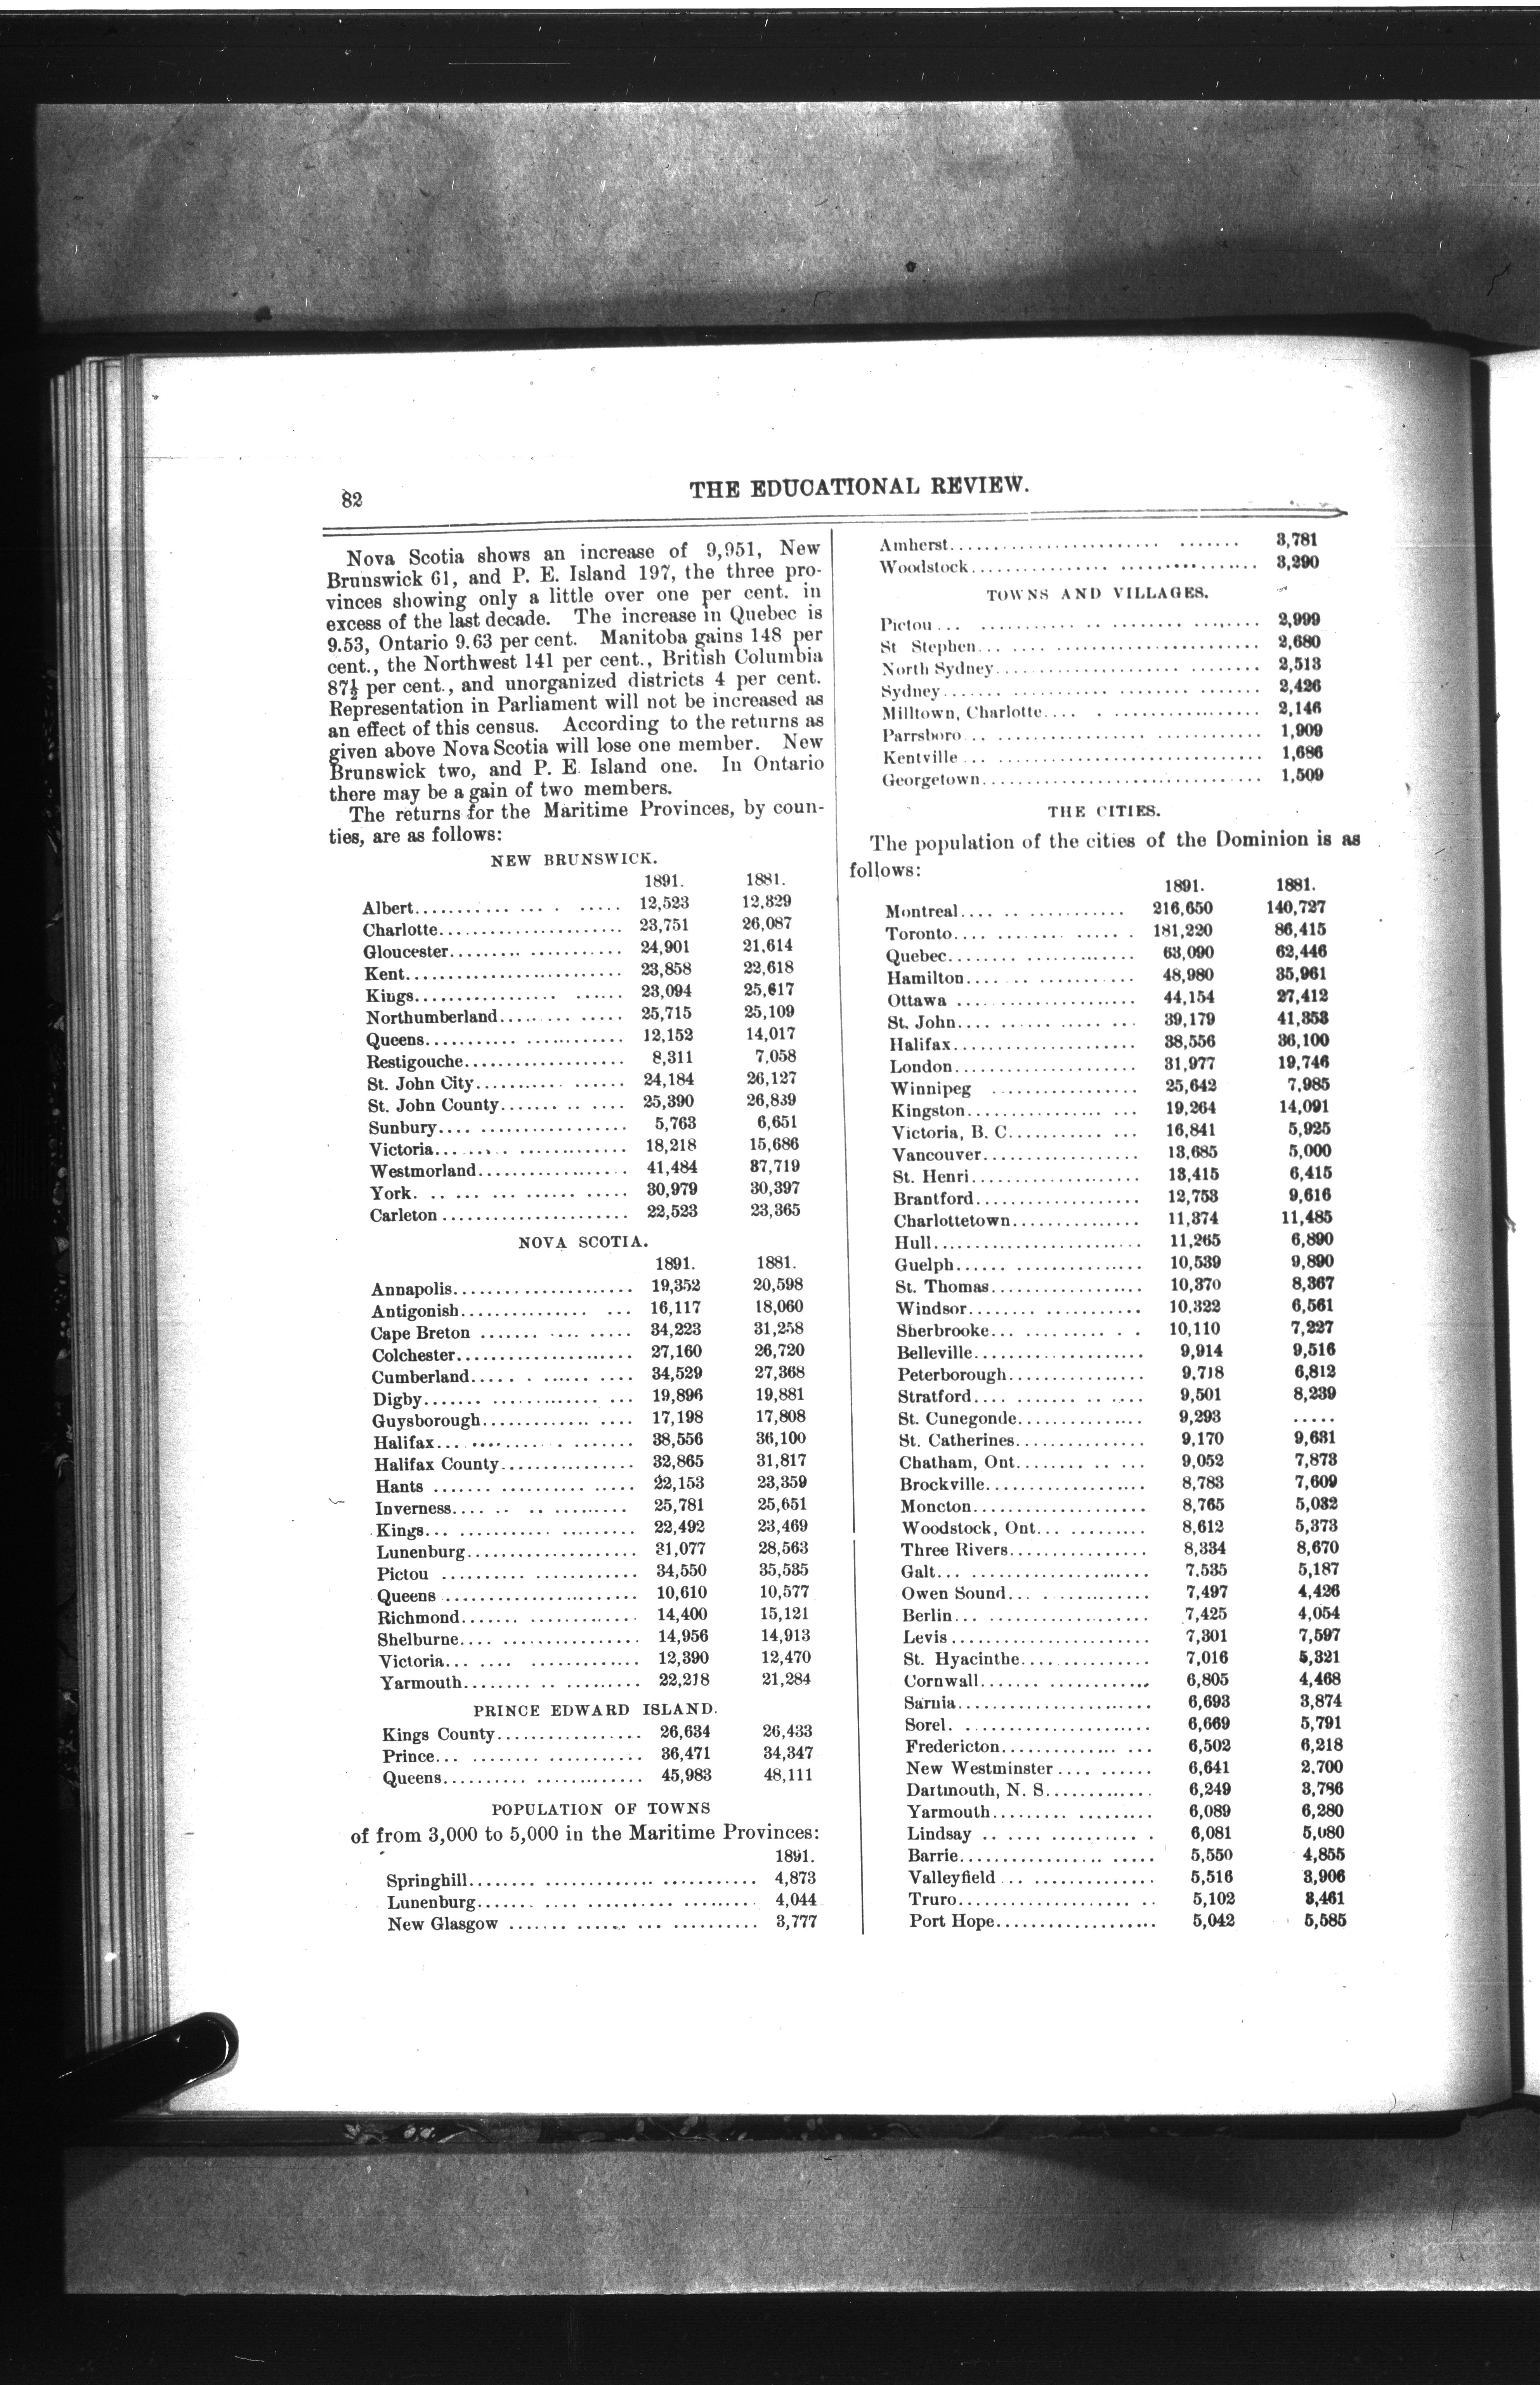 82
THE EDUCATIONAL REVIEW.
Nova Scotia shows an increase of 9,951, New
Brunswick 61, and P. E. Island 197, the three pro-
vinces showing only a little over one per cent. in
excess of the last decade. The increase in Quebec is
9.53, Ontario 9.63 per cent. Manitoba gains 148 per
cent., the Northwest 141 per cent., British Columbia
87½ per cent., and unorganized districts 4 per cent.
Representation in Parliament will not be increased as
an effect of this census. According to the returns as
given above Nova Scotia will lose one member. New
Brunswick two, and P. E. Island one. In Ontario
there may be a gain of two members.
The returns for the Maritime Provinces, by coun-
ties, are as follows:
NEW BRUNSWICK.
1891. 1881.
Albert 12,523 12,329
Charlotte 23,751 26,087
Gloucester 24,901 21,614
Kent 23,858 22,618
Kings 23,094 25,617
Northumberland 25,715 25,109
Queens 12,152 14,017
Restigouche 8,311 7,058
St. John City 24,184 26,127
St. John County 25,390 26,839
Sunbury 5,763 6,651
Victoria 18,218 15,686
Westmorland 41,484 37,719
York 30,979 30,397
Carleton 22,523 23,365
NOVA SCOTIA.
1891. 1881.
Annapolis 19,352 20,598
Antigonish 16,117 18,060
Cape Breton 34,223 31,258
Colchester 27,160 26,720
Cumberland 34,529 27,368
Digby 19,896 19,881
Guysborough 17,198 17,808
Halifax 38,556 36,100
Halifax County 32,865 31,817
Hants 22,153 23,359
Inverness 25,781 25,651
Kings 22,492 23,469
Lunenburg 31,077 28,563
Pictou 34,550 35,535
Queens 10,610 10,577
Richmond 14,400 15,121
Shelburne 14,956 14,913
Victoria 12,390 12,470
Yarmouth 22,218 21,284
PRINCE EDWARD ISLAND.
Kings County 26,634 26,433
Prince 36,471 34,347
Queens 45,983 48,111
POPULATION OF TOWNS
of from 3,000 to 5,000 in the Maritime Provinces:
1891.
Springhill 4,873
Lunenburg 4,044
New Glasgow 3,777
Amherst 3,781
Woodstock 3,290
TOWNS AND VILLAGES.
Pictou 2,999
St Stephen 2,680
North Sydney 2,513
Sydney 2,426
Milltown, Charlotte 2,146
Parrsboro 1,909
Kentville 1,686
Georgetown 1,509
THE CITIES.
The population of the cities of the Dominion is as
follows:
1891. 1881.
Montreal 216,650 140,727
Toronto 181,220 86,415
Quebec 63,090 62,446
Hamilton 48,980 35,961
Ottawa 44,154 27,412
St. John 39,179 41,353
Halifax 38,556 36,100
London 31,977 19,746
Winnipeg 25,642 7,985
Kingston 19,264 14,091
Victoria, B. C. 16,841 5,925
Vancouver 13,685 5,000
St. Henri 13,415 6,415
Brantford 12,753 9,616
Charlottetown 11,374 11,485
Hull 11,265 6,890
Guelph 10,539 9,890
St. Thomas 10,370 8,367
Windsor 10,322 6,561
Sherbrooke 10,110 7,227
Belleville 9,914 9,516
Peterborough 9,718 6,812
Stratford 9,501 8,239
St. Cunegonde 9,293 .....
St. Catherines 9,170 9,631
Chatham, Ont. 9,052 7,873
Brockville 8,783 7,609
Moncton 8,765 5,032
Woodstock, Ont. 8,612 5,373
Three Rivers 8,334 8,670
Galt 7,535 5,187
Owen Sound 7,497 4,426
Berlin 7,425 4,054
Levis 7,301 7,597
St. Hyacinthe 7,016 5,321
Cornwall 6,805 4,468
Sarnia 6,693 3,874
Sorel 6,669 5,791
Fredericton 6,502 6,218
New Westminster 6,641 2,700
Dartmouth, N. S. 6,249 3,786
Yarmouth 6,089 6,280
Lindsay 6,081 5,080
Barrie 5,550 4,855
Valleyfield 5,516 3,906
Truro 5,102 3,461
Port Hope 5,042 5,585